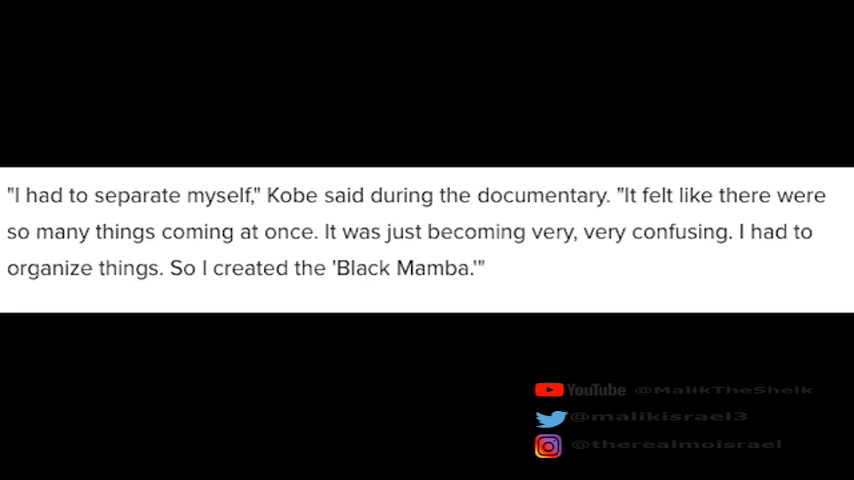 "I had to separate myself," Kobe said during the documentary. "It felt like there were
so many things coming at once. It was just becoming very, very confusing. I had to
organize things. So I created the 'Black Mamba.'"
YouTube @MalikTheSheik
@malikisrael3
@therealmoisrael